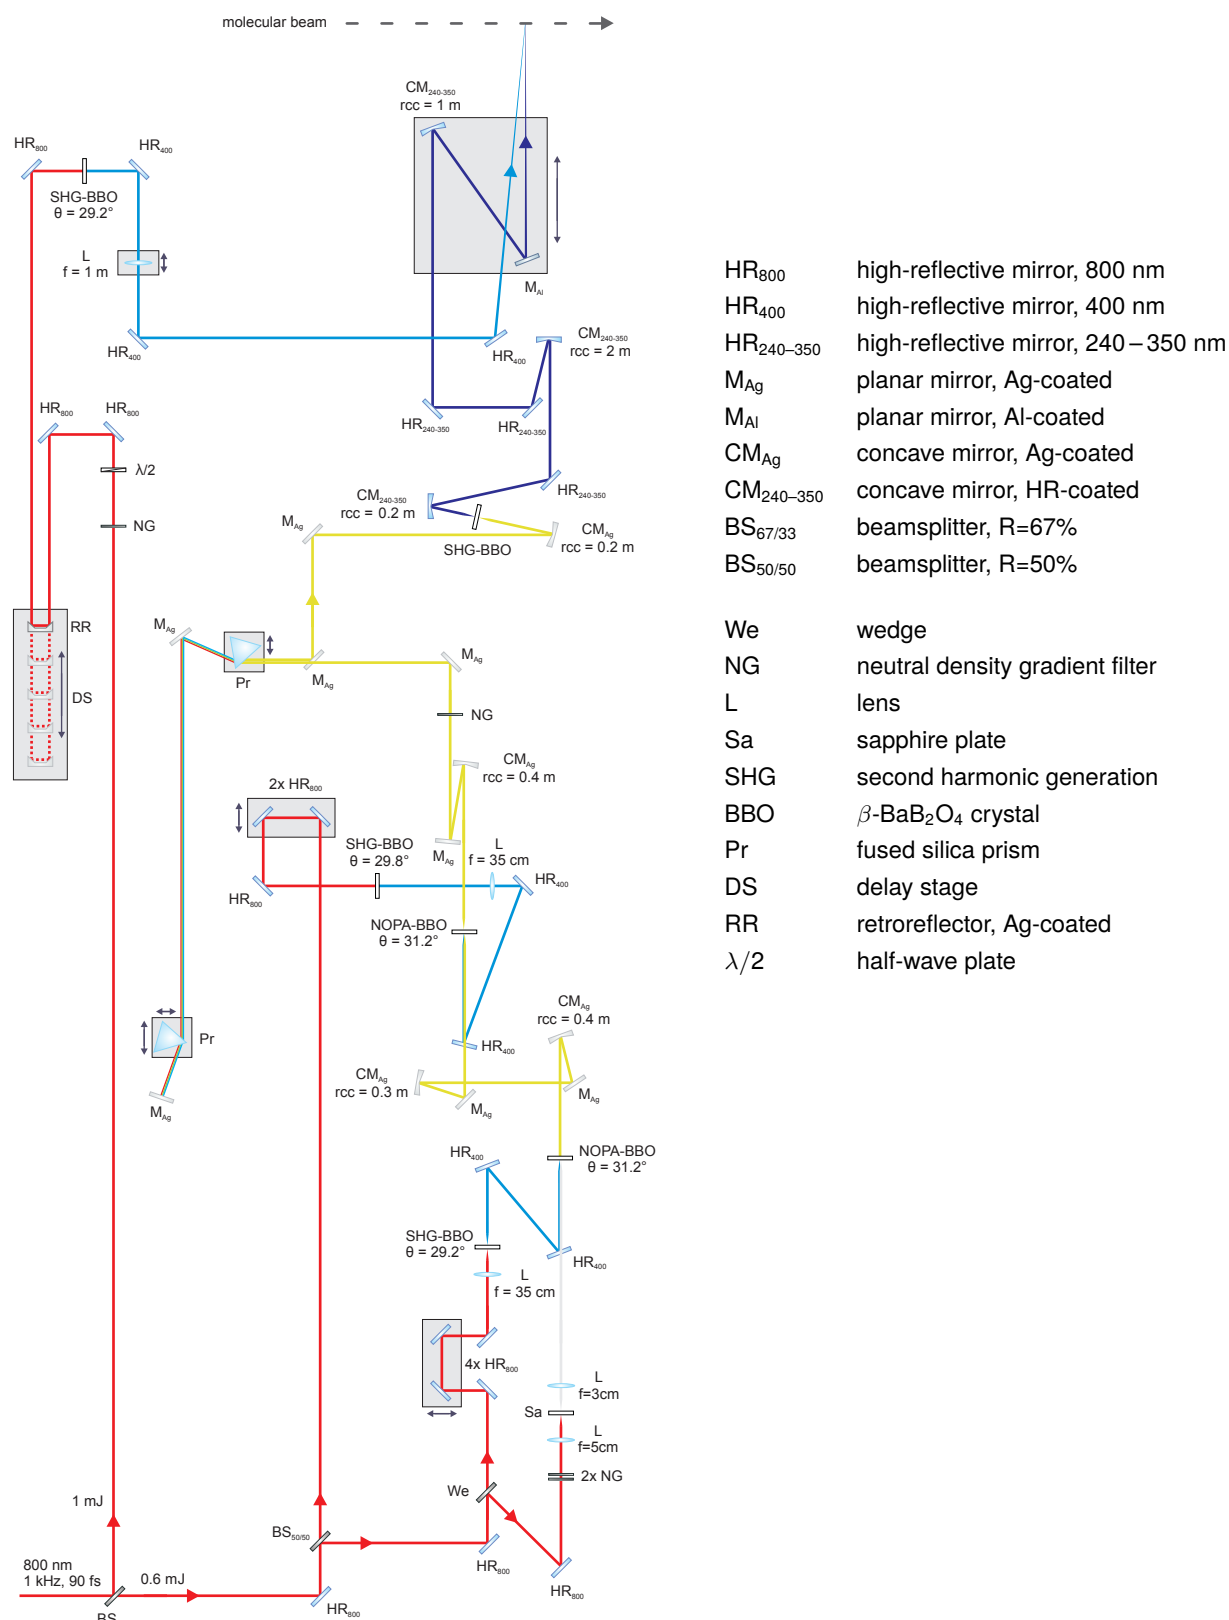 molecular beam
CM240-350
rcc = 1 m
HR800
HR400
SHG-BBO
θ = 29.2°
L
f = 1 m
MAl
HR400
HR400
CM240-350
rcc = 2 m
HR800
HR800
HR240-350
HR240-350
λ/2
CM240-350
rcc = 0.2 m
HR240-350
NG
MAg
SHG-BBO
CMAg
rcc = 0.2 m
RR
MAg
MAg
DS
Pr
MAg
NG
CMAg
rcc = 0.4 m
2x HR800
MAg
SHG-BBO
θ = 29.8°
L
f = 35 cm
HR800
HR400
NOPA-BBO
θ = 31.2°
CMAg
rcc = 0.4 m
Pr
HR400
CMAg
rcc = 0.3 m
MAg
MAg
MAg
HR400
NOPA-BBO
θ = 31.2°
SHG-BBO
θ = 29.2°
HR400
L
f = 35 cm
4x HR800
L
f=3cm
Sa
L
f=5cm
2x NG
We
1 mJ
BS50/50
HR800
800 nm
1 kHz, 90 fs
0.6 mJ
HR800
HR800
BS
HR800 high-reflective mirror, 800 nm
HR400 high-reflective mirror, 400 nm
HR240–350 high-reflective mirror, 240 – 350 nm
MAg planar mirror, Ag-coated
MAl planar mirror, Al-coated
CMAg concave mirror, Ag-coated
CM240–350 concave mirror, HR-coated
BS67/33 beamsplitter, R=67%
BS50/50 beamsplitter, R=50%
We wedge
NG neutral density gradient filter
L lens
Sa sapphire plate
SHG second harmonic generation
BBO β-BaB2O4 crystal
Pr fused silica prism
DS delay stage
RR retroreflector, Ag-coated
λ/2 half-wave plate